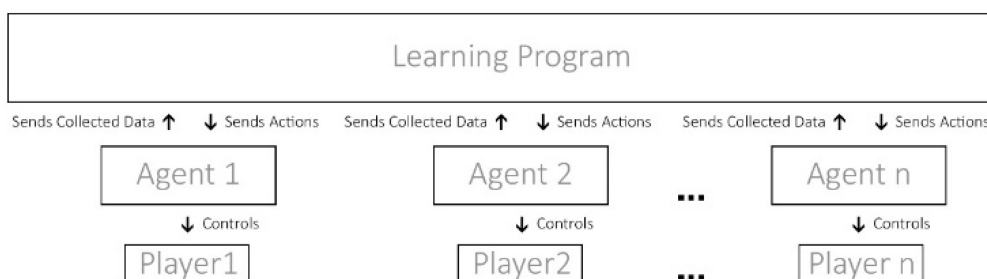 Learning Program
Sends Collected Data ↑ ↓ Sends Actions Sends Collected Data ↑ ↓ Sends Actions Sends Collected Data ↑ ↓ Sends Actions
Agent 1 Agent 2 ... Agent n
↓ Controls ↓ Controls ↓ Controls
Player1 Player2 ... Player n